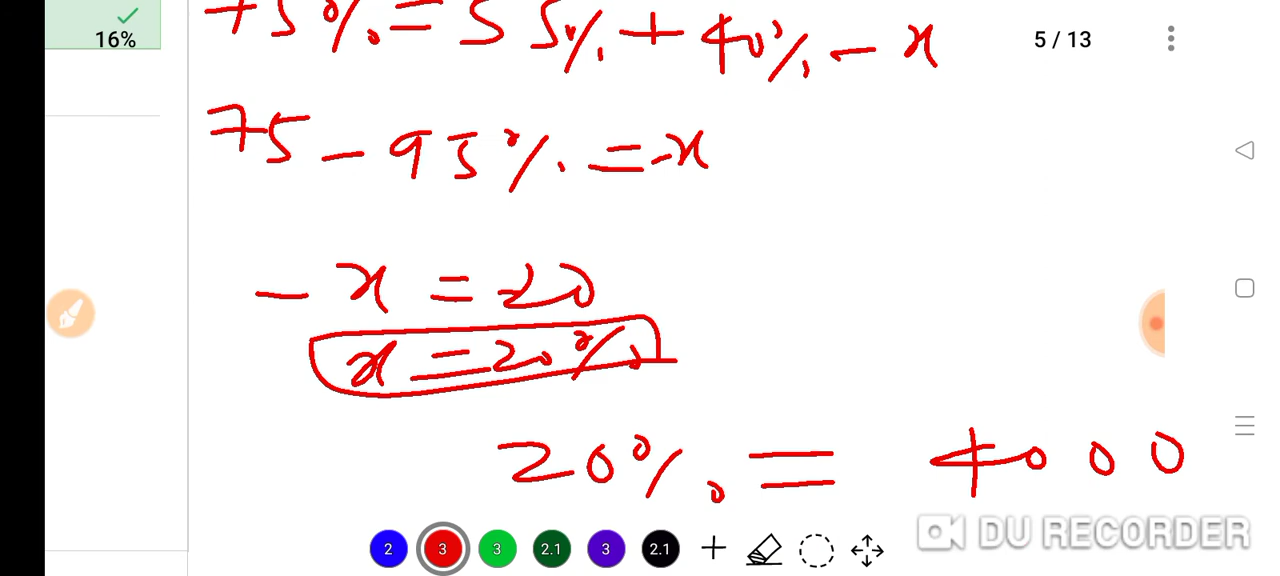 75%. = 55% + 40%. - x
16%
5 / 13
75 - 95%. = -x
- x = 20
x = 20%.
20%. = 4000
2 3 3 2.1 3 2.1 +
DU RECORDER